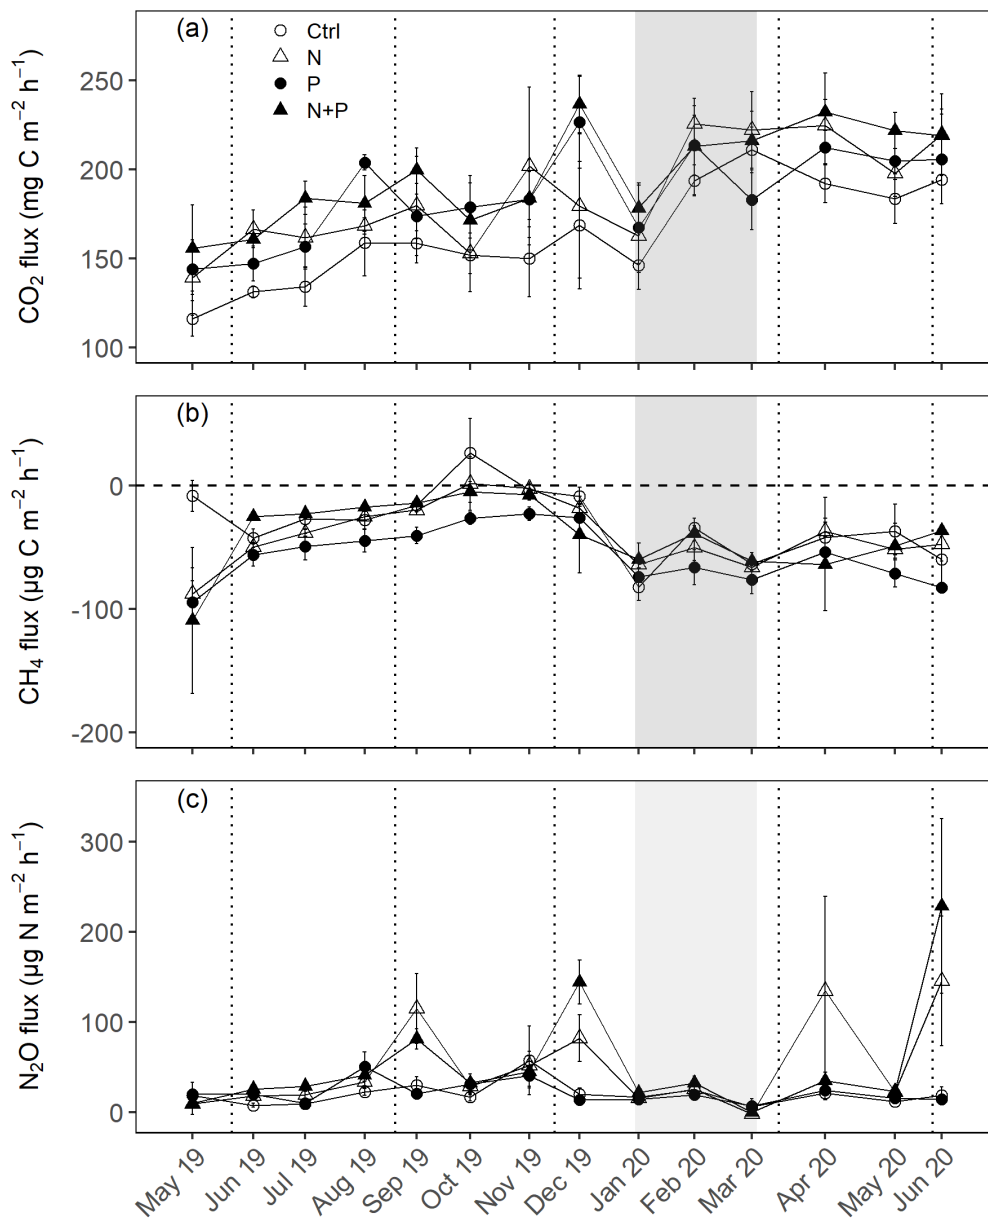 (a)
Ctrl
N
P
N+P
CO₂ flux (mg C m⁻² h⁻¹)
250
200
150
100
(b)
CH₄ flux (µg C m⁻² h⁻¹)
0
-100
-200
(c)
N₂O flux (µg N m⁻² h⁻¹)
300
200
100
0
May 19
Jun 19
Jul 19
Aug 19
Sep 19
Oct 19
Nov 19
Dec 19
Jan 20
Feb 20
Mar 20
Apr 20
May 20
Jun 20